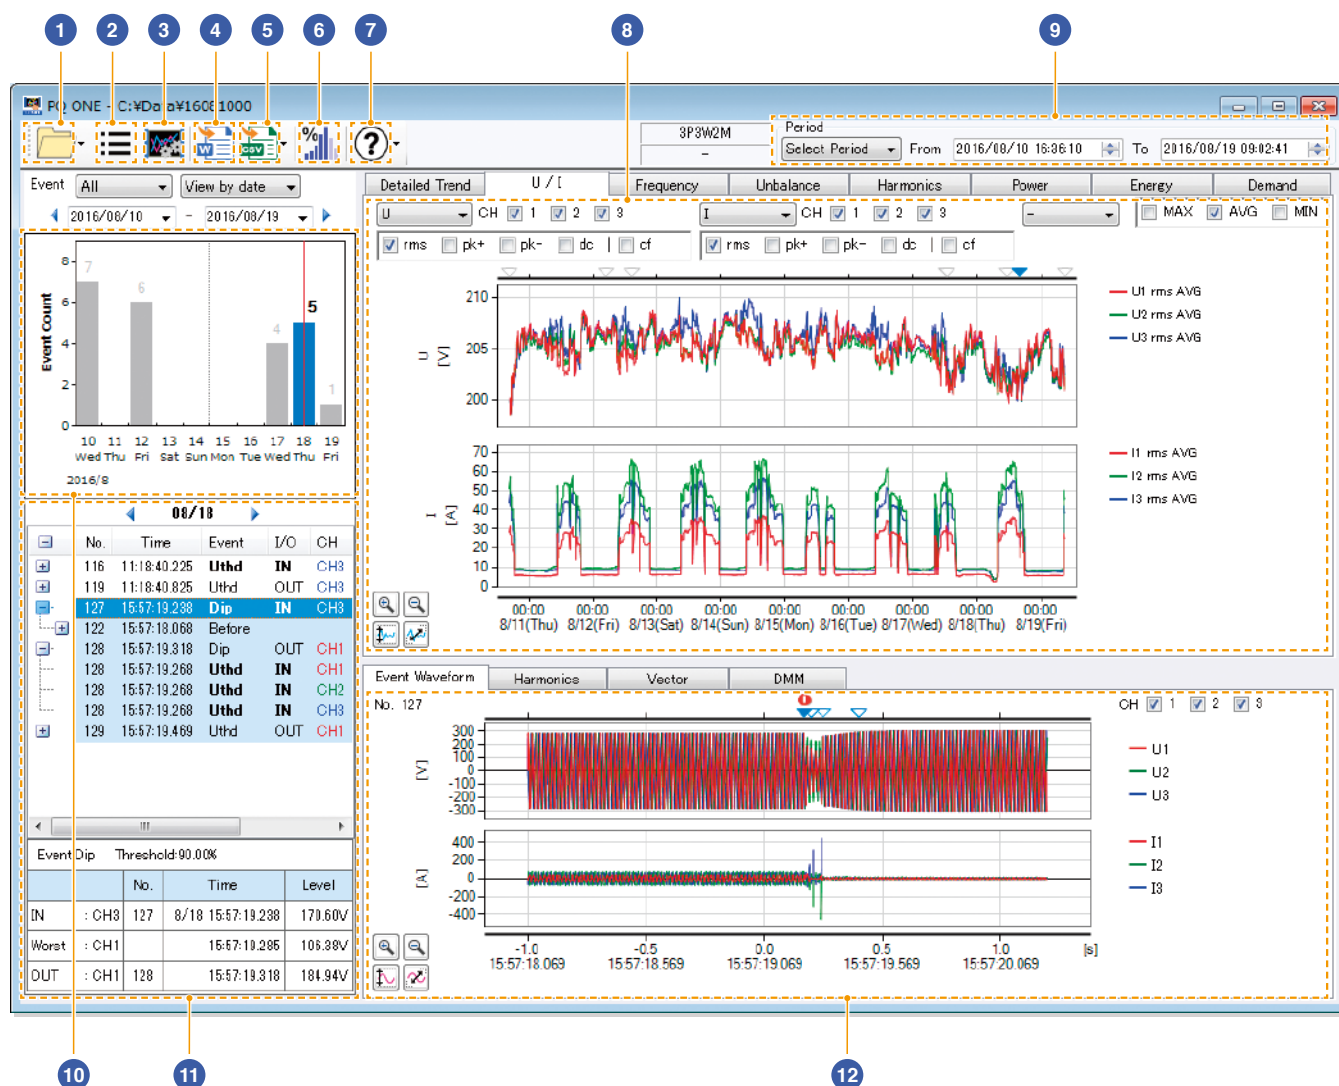 1 2 3 4 5 6 7 8 9
PQ ONE - C:¥Data¥16081000
W CSV % ?
3P3W2M
-
Period
Select Period From 2016/08/10 16:36:10 To 2016/08/19 09:02:41
Event All View by date
2016/08/10 - 2016/08/19
Detailed Trend U / I Frequency Unbalance Harmonics Power Energy Demand
U CH 1 2 3 I CH 1 2 3 - MAX AVG MIN
rms pk+ pk- dc | cf rms pk+ pk- dc | cf
Event Count
8
6
4
2
0
7 6 4 5 1
10 11 12 13 14 15 16 17 18 19
Wed Thu Fri Sat Sun Mon Tue Wed Thu Fri
2016/8
U
[V]
210
205
200
U1 rms AVG
U2 rms AVG
U3 rms AVG
I
[A]
70
60
50
40
30
20
10
0
I1 rms AVG
I2 rms AVG
I3 rms AVG
00:00 00:00 00:00 00:00 00:00 00:00 00:00 00:00 00:00
8/11(Thu) 8/12(Fri) 8/13(Sat) 8/14(Sun) 8/15(Mon) 8/16(Tue) 8/17(Wed) 8/18(Thu) 8/19(Fri)
08/18
No. Time Event I/O CH
116 11:18:40.225 Uthd IN CH3
119 11:18:40.825 Uthd OUT CH3
127 15:57:19.238 Dip IN CH3
122 15:57:18.068 Before
128 15:57:19.318 Dip OUT CH1
128 15:57:19.268 Uthd IN CH1
128 15:57:19.268 Uthd IN CH2
128 15:57:19.268 Uthd IN CH3
129 15:57:19.469 Uthd OUT CH1
Event:Dip Threshold:90.00%
No. Time Level
IN : CH3 127 8/18 15:57:19.238 170.60V
Worst : CH1 15:57:19.285 106.38V
OUT : CH1 128 15:57:19.318 184.94V
Event Waveform Harmonics Vector DMM
No. 127
CH 1 2 3
[V]
300
200
100
0
-100
-200
-300
U1
U2
U3
[A]
400
200
0
-200
-400
I1
I2
I3
-1.0 -0.5 0.0 0.5 1.0 [s]
15:57:18.069 15:57:18.569 15:57:19.069 15:57:19.569 15:57:20.069
10 11 12